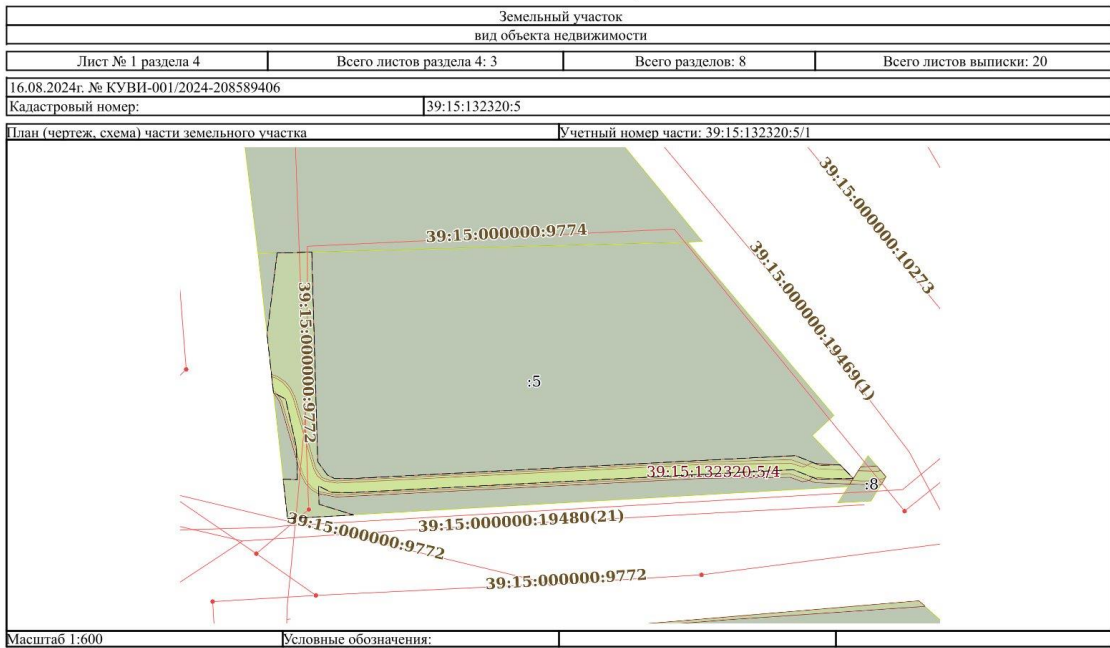 Земельный участок
вид объекта недвижимости
Лист № 1 раздела 4 Всего листов раздела 4: 3 Всего разделов: 8 Всего листов выписки: 20
16.08.2024г. № КУВИ-001/2024-208589406
Кадастровый номер: 39:15:132320:5
План (чертеж, схема) части земельного участка Учетный номер части: 39:15:132320:5/1
39:15:000000:10273
39:15:000000:9774
39:15:000000:19469(1)
39:15:000000:9772
:5
39:15:132320:5/4
:8
39:15:000000:19480(21)
39:15:000000:9772
39:15:000000:9772
Масштаб 1:600 Условные обозначения: